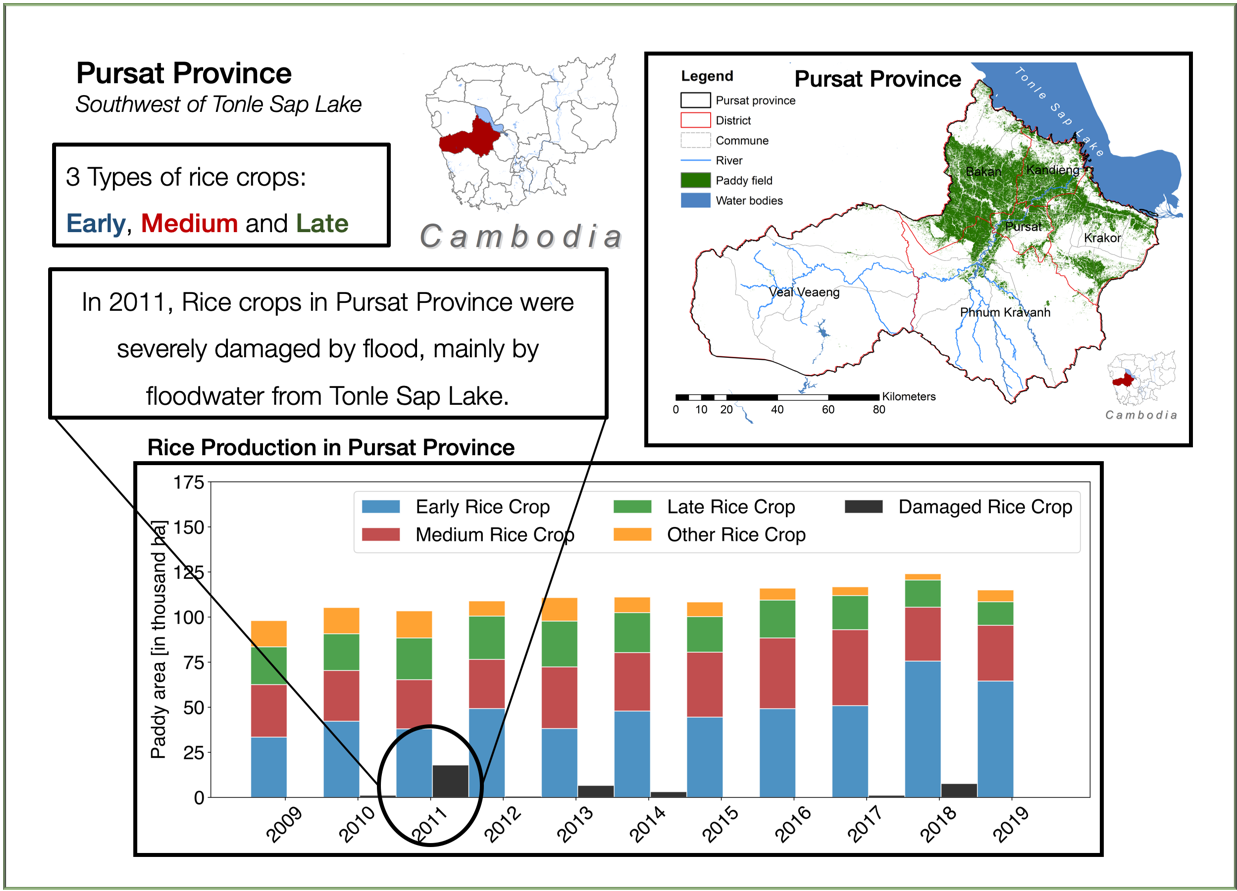 Pursat Province
Southwest of Tonle Sap Lake
3 Types of rice crops:
Early, Medium and Late
Cambodia
In 2011, Rice crops in Pursat Province were
severely damaged by flood, mainly by
floodwater from Tonle Sap Lake.
Legend
Pursat province
District
Commune
River
Paddy field
Water bodies
Pursat Province
Tonle Sap Lake
Bakan
Kandieng
Pursat
Krakor
Veal Veaeng
Phnum Kravanh
0 10 20 40 60 80 Kilometers
Cambodia
Rice Production in Pursat Province
Early Rice Crop
Medium Rice Crop
Late Rice Crop
Other Rice Crop
Damaged Rice Crop
Paddy area [in thousand ha]
175
150
125
100
75
50
25
0
2009 2010 2011 2012 2013 2014 2015 2016 2017 2018 2019